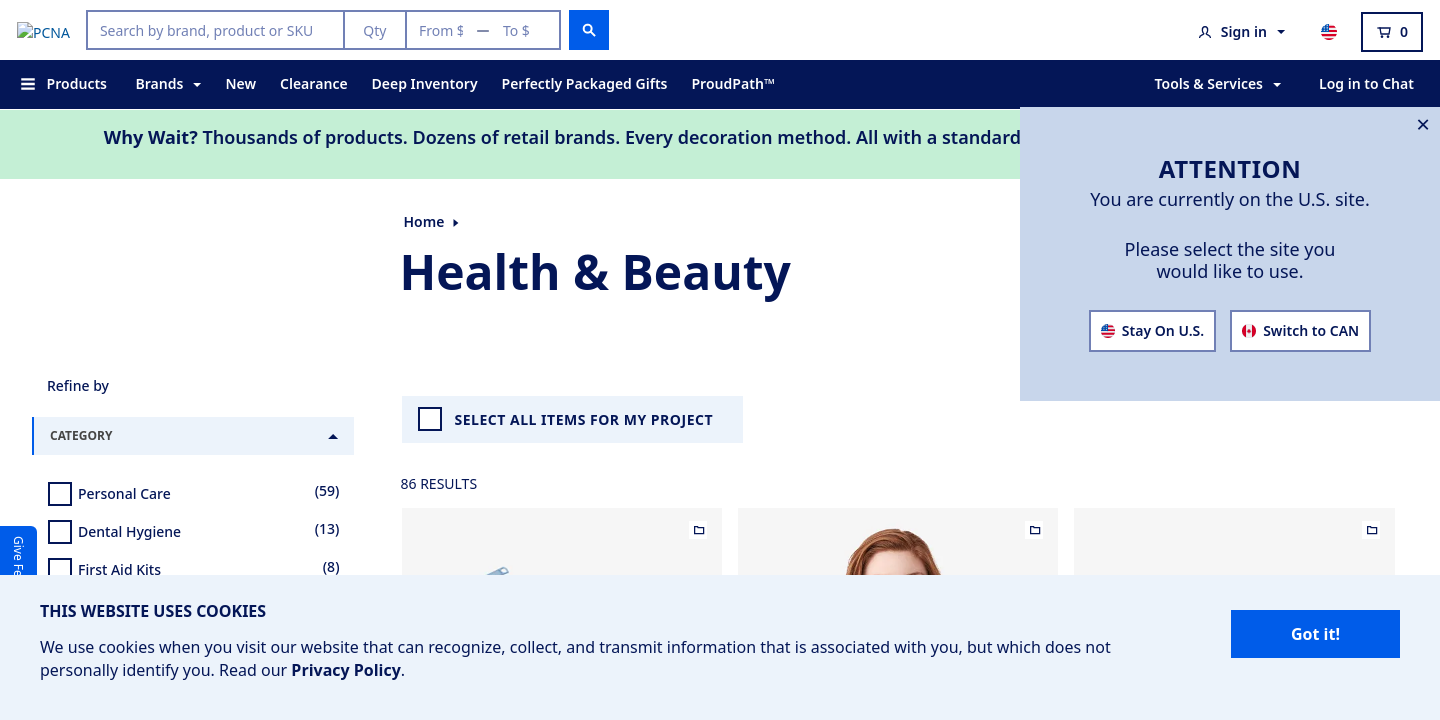 PCNA
Search by brand, product or SKU
Qty
From $ — To $
Sign in
0
Products
Brands
New
Clearance
Deep Inventory
Perfectly Packaged Gifts
ProudPath™
Tools & Services
Log in to Chat
Why Wait? Thousands of products. Dozens of retail brands. Every decoration method. All with a standard
ATTENTION
You are currently on the U.S. site.
Please select the site you
would like to use.
Stay On U.S.
Switch to CAN
Home
Health & Beauty
Refine by
CATEGORY
Personal Care (59)
Dental Hygiene (13)
First Aid Kits (8)
SELECT ALL ITEMS FOR MY PROJECT
86 RESULTS
Give
THIS WEBSITE USES COOKIES
We use cookies when you visit our website that can recognize, collect, and transmit information that is associated with you, but which does not
personally identify you. Read our Privacy Policy.
Got it!